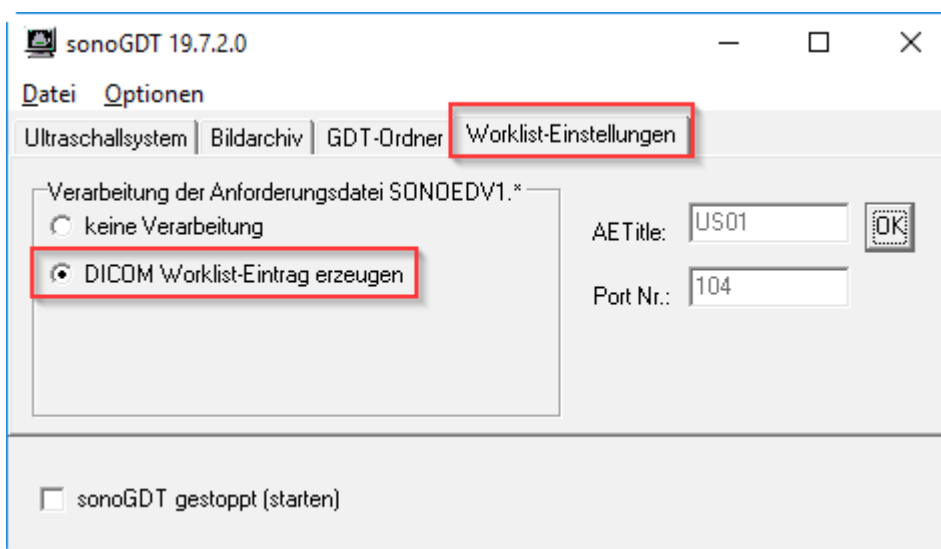 sonoGDT 19.7.2.0
Datei Optionen
Ultraschallsystem Bildarchiv GDT-Ordner Worklist-Einstellungen
Verarbeitung der Anforderungsdatei SONOEDV1.*
keine Verarbeitung
DICOM Worklist-Eintrag erzeugen
AETitle: US01 OK
Port Nr.: 104
sonoGDT gestoppt (starten)